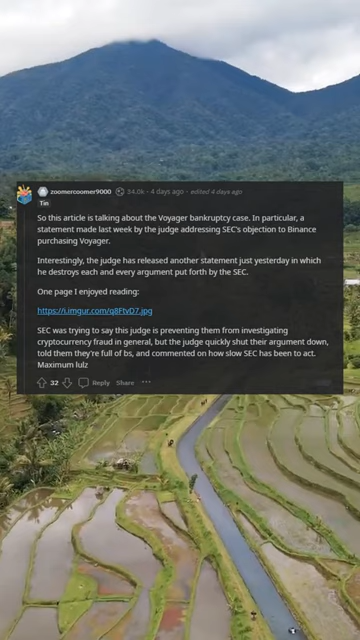 zoomercoomer9000 34.0k · 4 days ago · edited 4 days ago
Tin
So this article is talking about the Voyager bankruptcy case. In particular, a
statement made last week by the judge addressing SEC's objection to Binance
purchasing Voyager.
Interestingly, the judge has released another statement just yesterday in which
he destroys each and every argument put forth by the SEC.
One page I enjoyed reading:
https://i.imgur.com/q8FtvD7.jpg
SEC was trying to say this judge is preventing them from investigating
cryptocurrency fraud in general, but the judge quickly shut their argument down,
told them they're full of bs, and commented on how slow SEC has been to act.
Maximum lulz
32 Reply Share ···